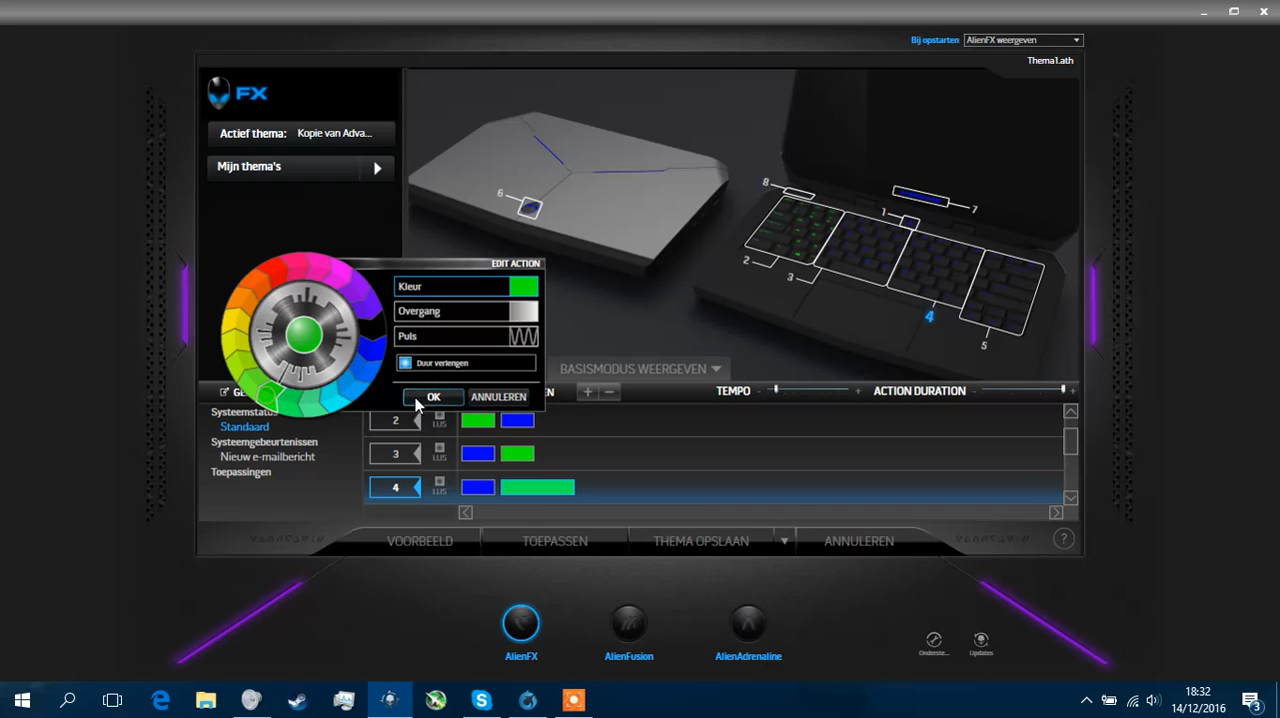 Bij opstarten AlienFX weergeven
Thema1.ath
FX
Actief thema: Kopie van Adva...
Mijn thema's
6
8
7
1
2
3
4
5
EDIT ACTION
Kleur
Overgang
Puls
Duur verlengen
OK ANNULEREN
BASISMODUS WEERGEVEN
TEMPO - + ACTION DURATION - +
Systeemstatus
Standaard
Systeemgebeurtenissen
Nieuw e-mailbericht
Toepassingen
2 LUS
3 LUS
4 LUS
VOORBEELD TOEPASSEN THEMA OPSLAAN ANNULEREN ?
AlienFX AlienFusion AlienAdrenaline
Onderste... Updates
18:32
14/12/2016
3